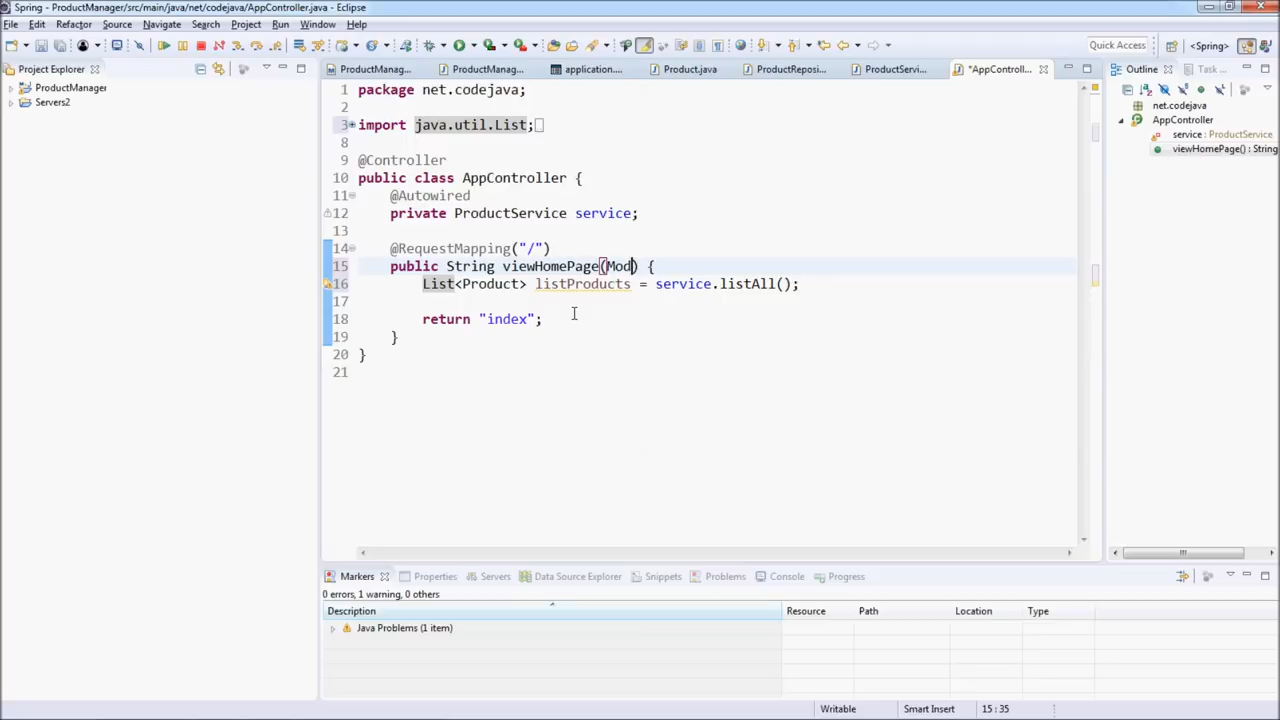 Spring - ProductManager/src/main/java/net/codejava/AppController.java - Eclipse
File Edit Refactor Source Navigate Search Project Run Window Help
Quick Access <Spring>
Project Explorer
ProductManager
Servers2
ProductManag... ProductManag... application.... Product.java ProductReposi... ProductServi... *AppControll...
1 package net.codejava;
2
3 import java.util.List;
8
9 @Controller
10 public class AppController {
11 @Autowired
12 private ProductService service;
13
14 @RequestMapping("/")
15 public String viewHomePage(Mod) {
16 List<Product> listProducts = service.listAll();
17
18 return "index";
19 }
20 }
21
Outline Task ...
net.codejava
AppController
service : ProductService
viewHomePage() : String
Markers Properties Servers Data Source Explorer Snippets Problems Console Progress
0 errors, 1 warning, 0 others
Description Resource Path Location Type
Java Problems (1 item)
Writable Smart Insert 15 : 35